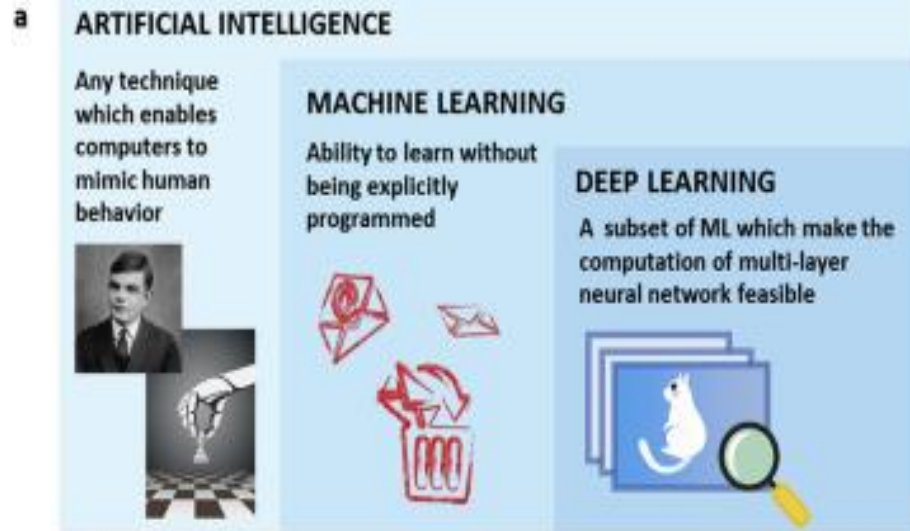 a
ARTIFICIAL INTELLIGENCE
Any technique
which enables
computers to
mimic human
behavior
MACHINE LEARNING
Ability to learn without
being explicitly
programmed
DEEP LEARNING
A subset of ML which make the
computation of multi-layer
neural network feasible